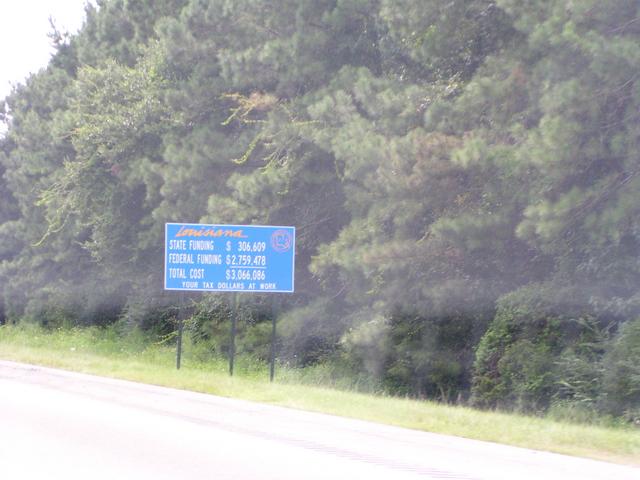 Louisiana
STATE FUNDING $ 306,609
FEDERAL FUNDING $2,759,478
TOTAL COST $3,066,086
YOUR TAX DOLLARS AT WORK